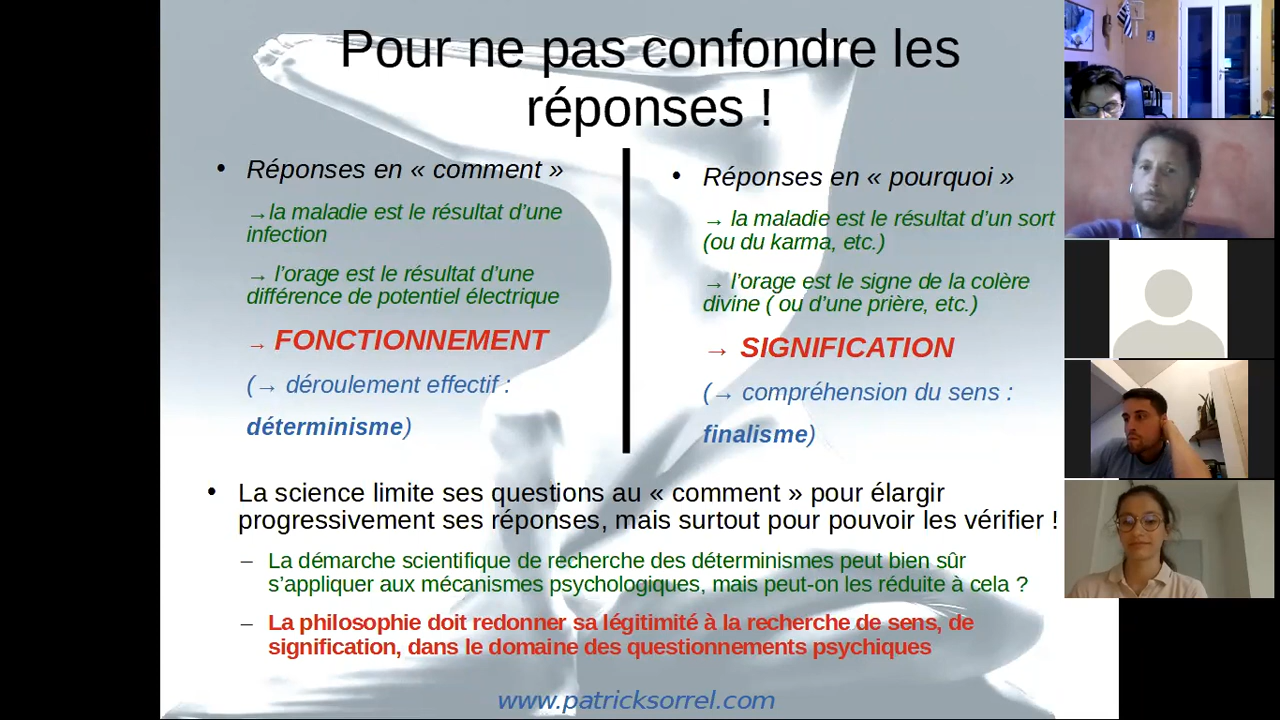 Pour ne pas confondre les
réponses !
• Réponses en « comment »
→la maladie est le résultat d’une
infection
→ l’orage est le résultat d’une
différence de potentiel électrique
→ FONCTIONNEMENT
(→ déroulement effectif :
déterminisme)
• Réponses en « pourquoi »
→ la maladie est le résultat d’un sort
(ou du karma, etc.)
→ l’orage est le signe de la colère
divine ( ou d’une prière, etc.)
→ SIGNIFICATION
(→ compréhension du sens :
finalisme)
• La science limite ses questions au « comment » pour élargir
progressivement ses réponses, mais surtout pour pouvoir les vérifier !
– La démarche scientifique de recherche des déterminismes peut bien sûr
s’appliquer aux mécanismes psychologiques, mais peut-on les réduite à cela ?
– La philosophie doit redonner sa légitimité à la recherche de sens, de
signification, dans le domaine des questionnements psychiques
www.patricksorrel.com